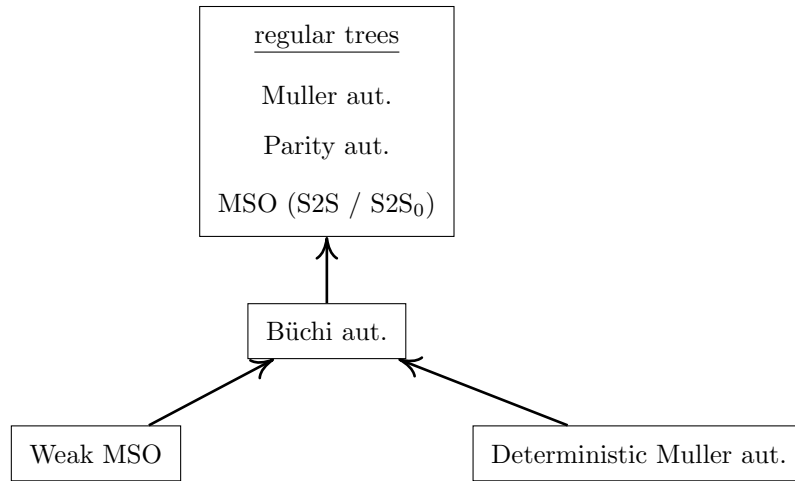 regular trees
Muller aut.
Parity aut.
MSO (S2S / S2S₀)
Büchi aut.
Weak MSO
Deterministic Muller aut.